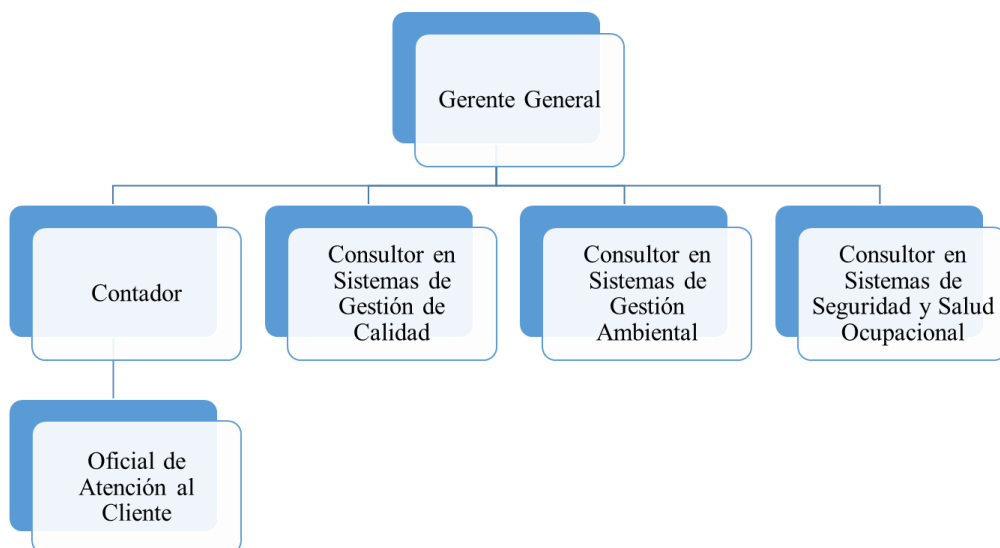 Gerente General
Contador
Consultor en
Sistemas de
Gestión de
Calidad
Consultor en
Sistemas de
Gestión
Ambiental
Consultor en
Sistemas de
Seguridad y Salud
Ocupacional
Oficial de
Atención al
Cliente